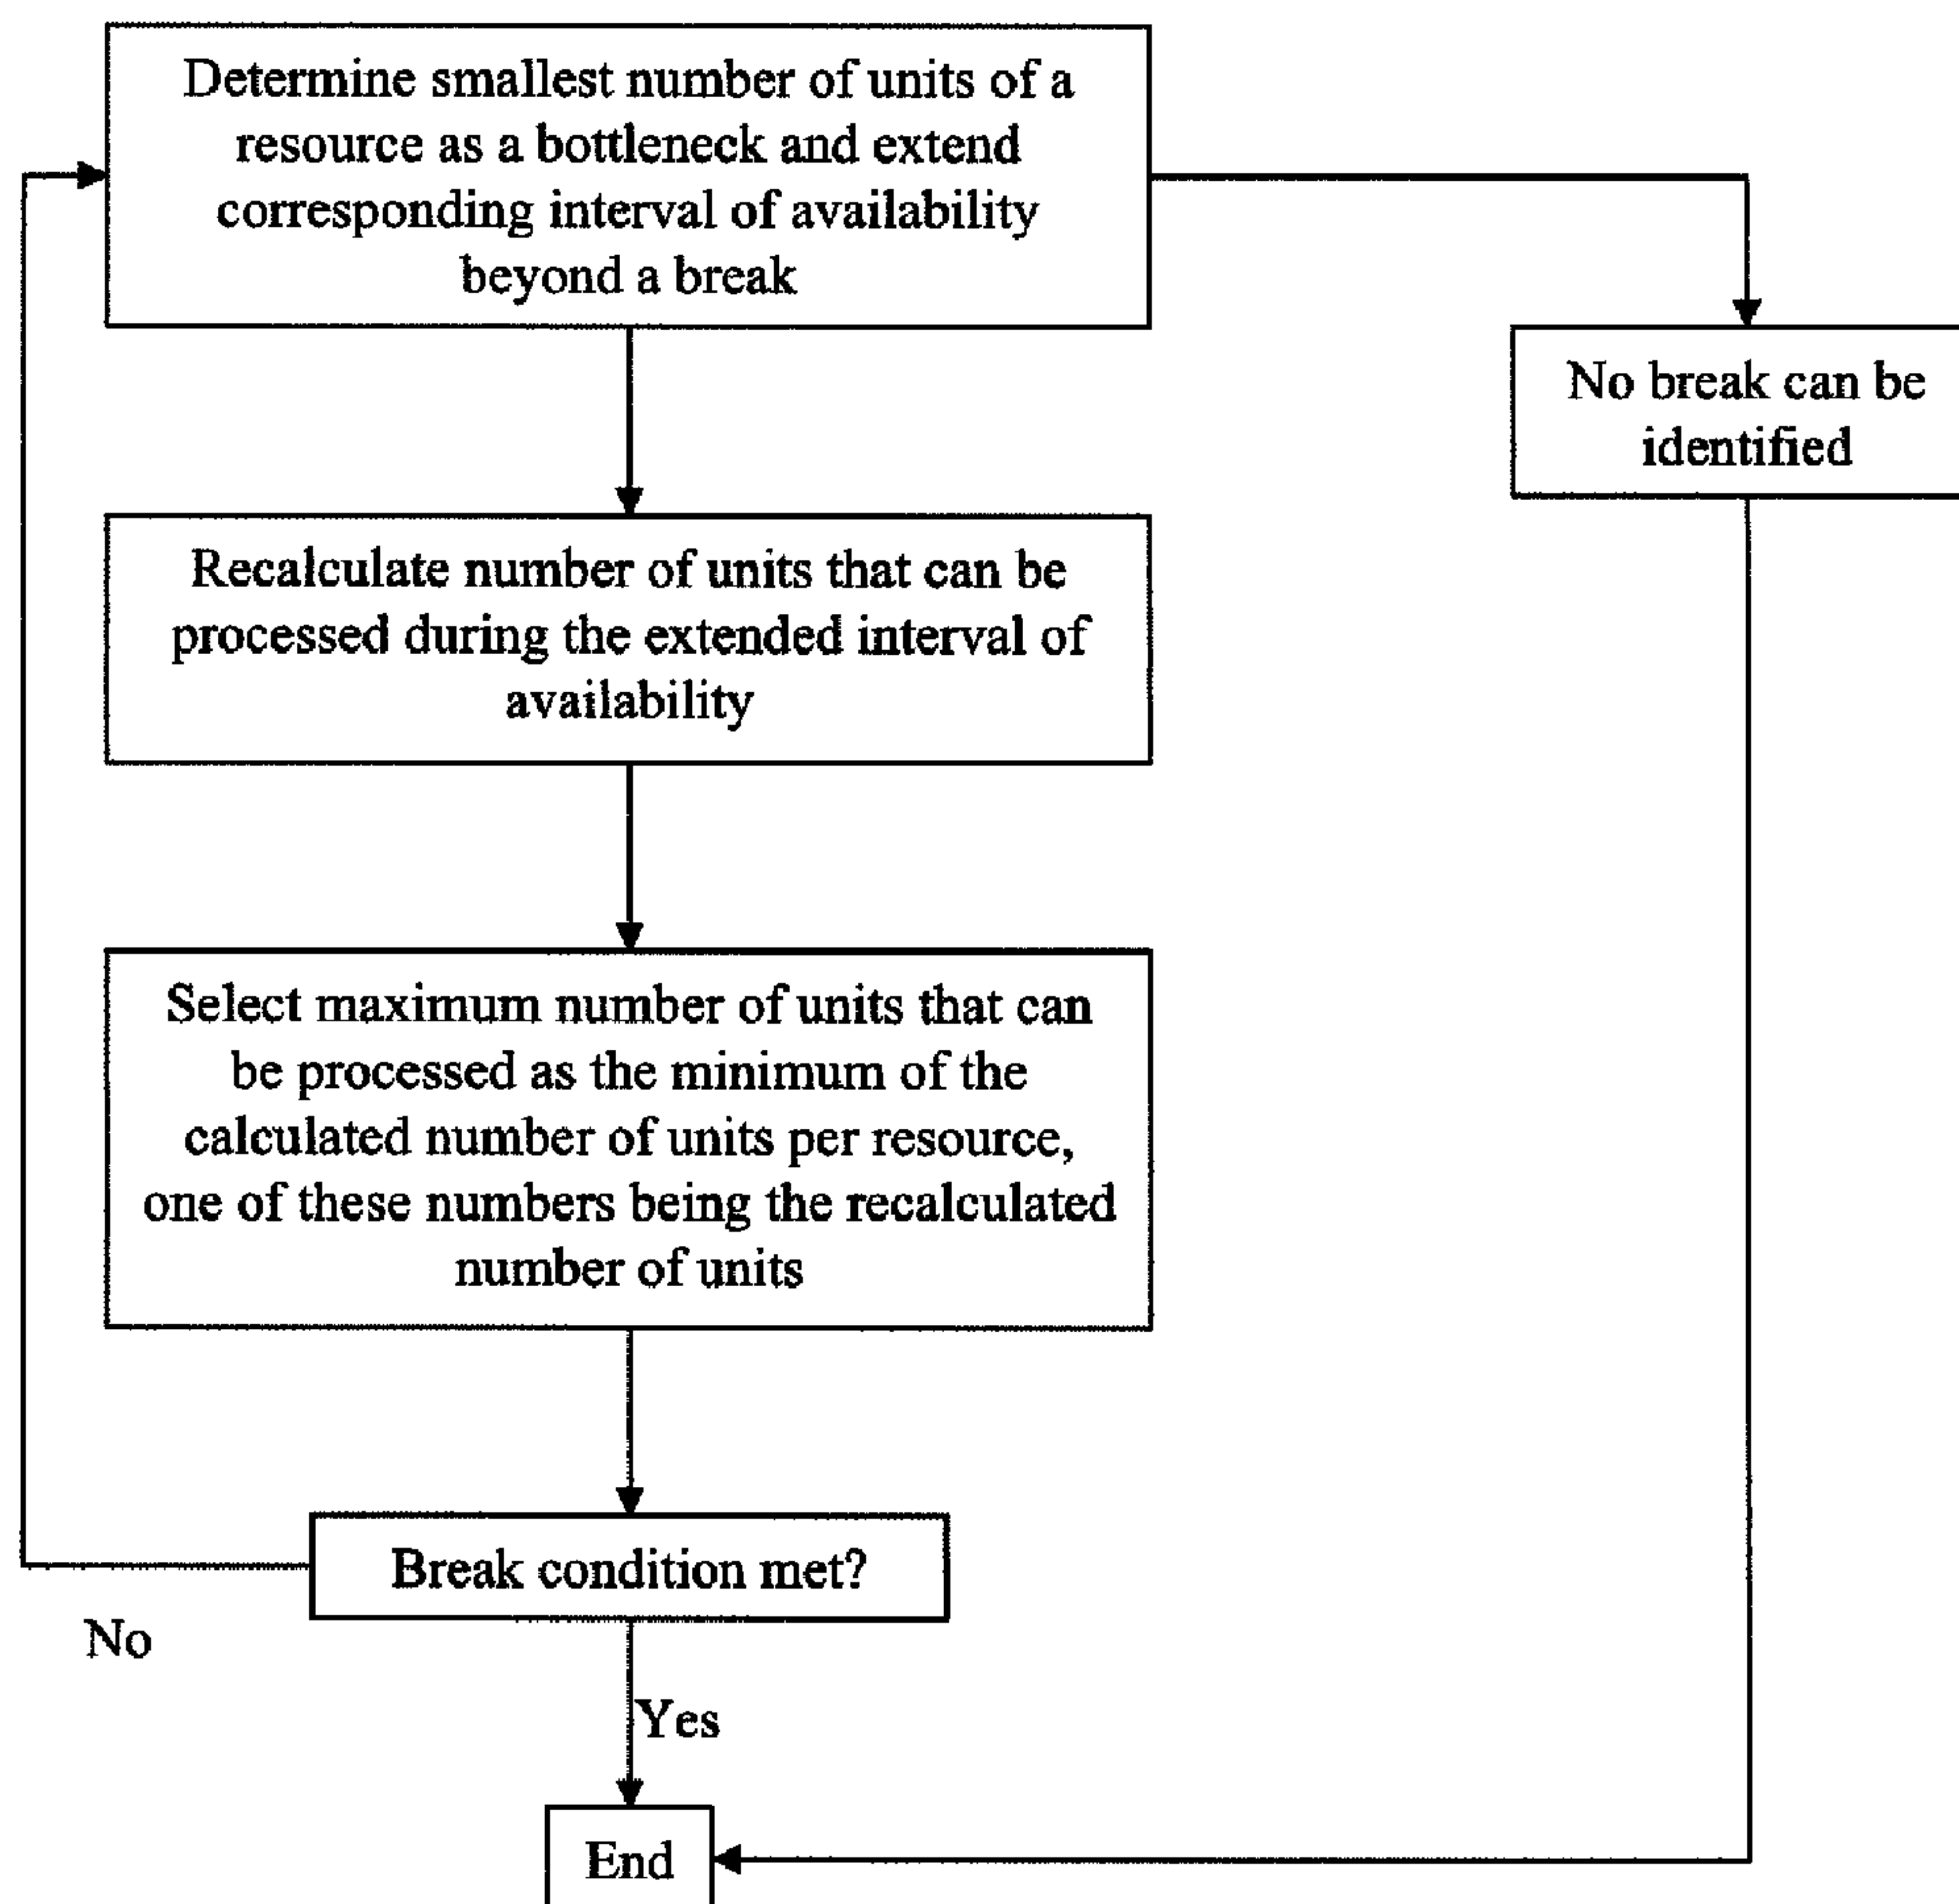 Determine smallest number of units of a
resource as a bottleneck and extend
corresponding interval of availability
beyond a break
No break can be
identified
Recalculate number of units that can be
processed during the extended interval of
availability
Select maximum number of units that can
be processed as the minimum of the
calculated number of units per resource,
one of these numbers being the recalculated
number of units
Break condition met?
No
Yes
End